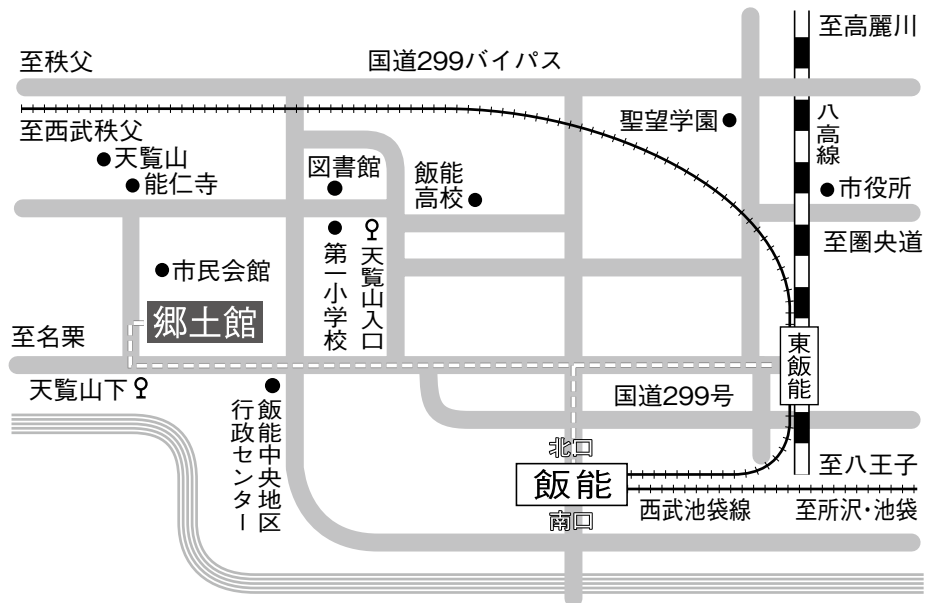 至高麗川
至秩父
国道299バイパス
至西武秩父
聖望学園
八高線
天覧山
能仁寺
図書館
飯能
高校
市役所
至圏央道
市民会館
第一小学校
天覧山入口
郷土館
至名栗
東飯能
天覧山下
国道299号
飯能中央地区
行政センター
北口
飯能
南口
至八王子
西武池袋線
至所沢・池袋